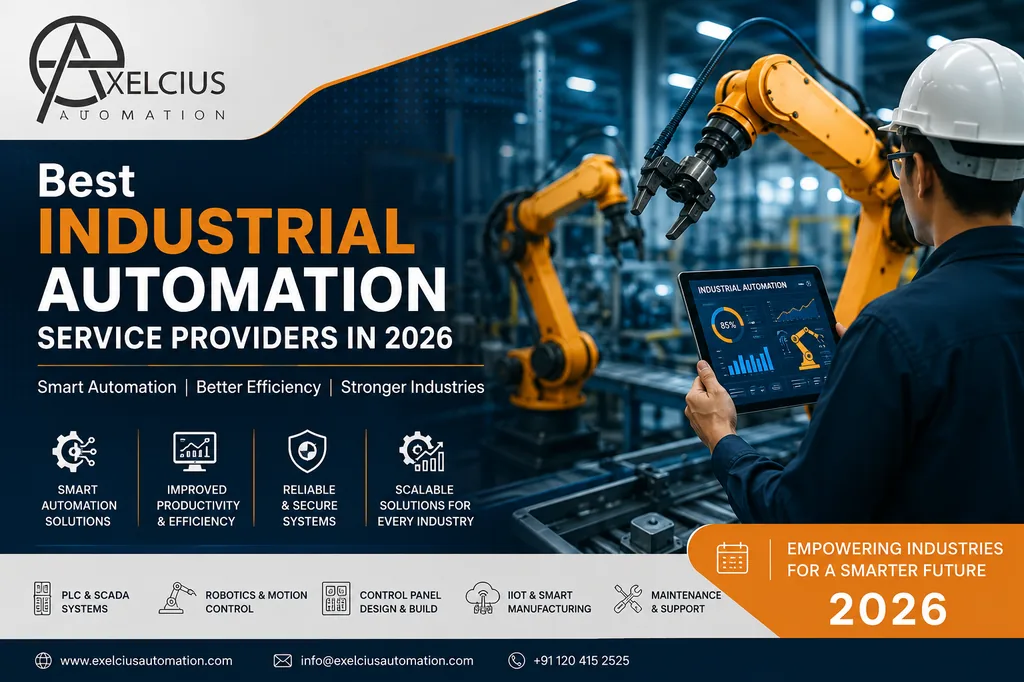 AXELCIUS
AUTOMATION
Best
INDUSTRIAL
AUTOMATION
SERVICE PROVIDERS IN 2026
Smart Automation | Better Efficiency | Stronger Industries
SMART
AUTOMATION
SOLUTIONS
IMPROVED
PRODUCTIVITY
& EFFICIENCY
RELIABLE
& SECURE
SYSTEMS
SCALABLE
SOLUTIONS FOR
EVERY INDUSTRY
INDUSTRIAL AUTOMATION
85%
PLC & SCADA
SYSTEMS
ROBOTICS & MOTION
CONTROL
CONTROL PANEL
DESIGN & BUILD
IIOT & SMART
MANUFACTURING
MAINTENANCE
& SUPPORT
EMPOWERING INDUSTRIES
FOR A SMARTER FUTURE
2026
www.exelciusautomation.com
info@exelciusautomation.com
+91 120 415 2525